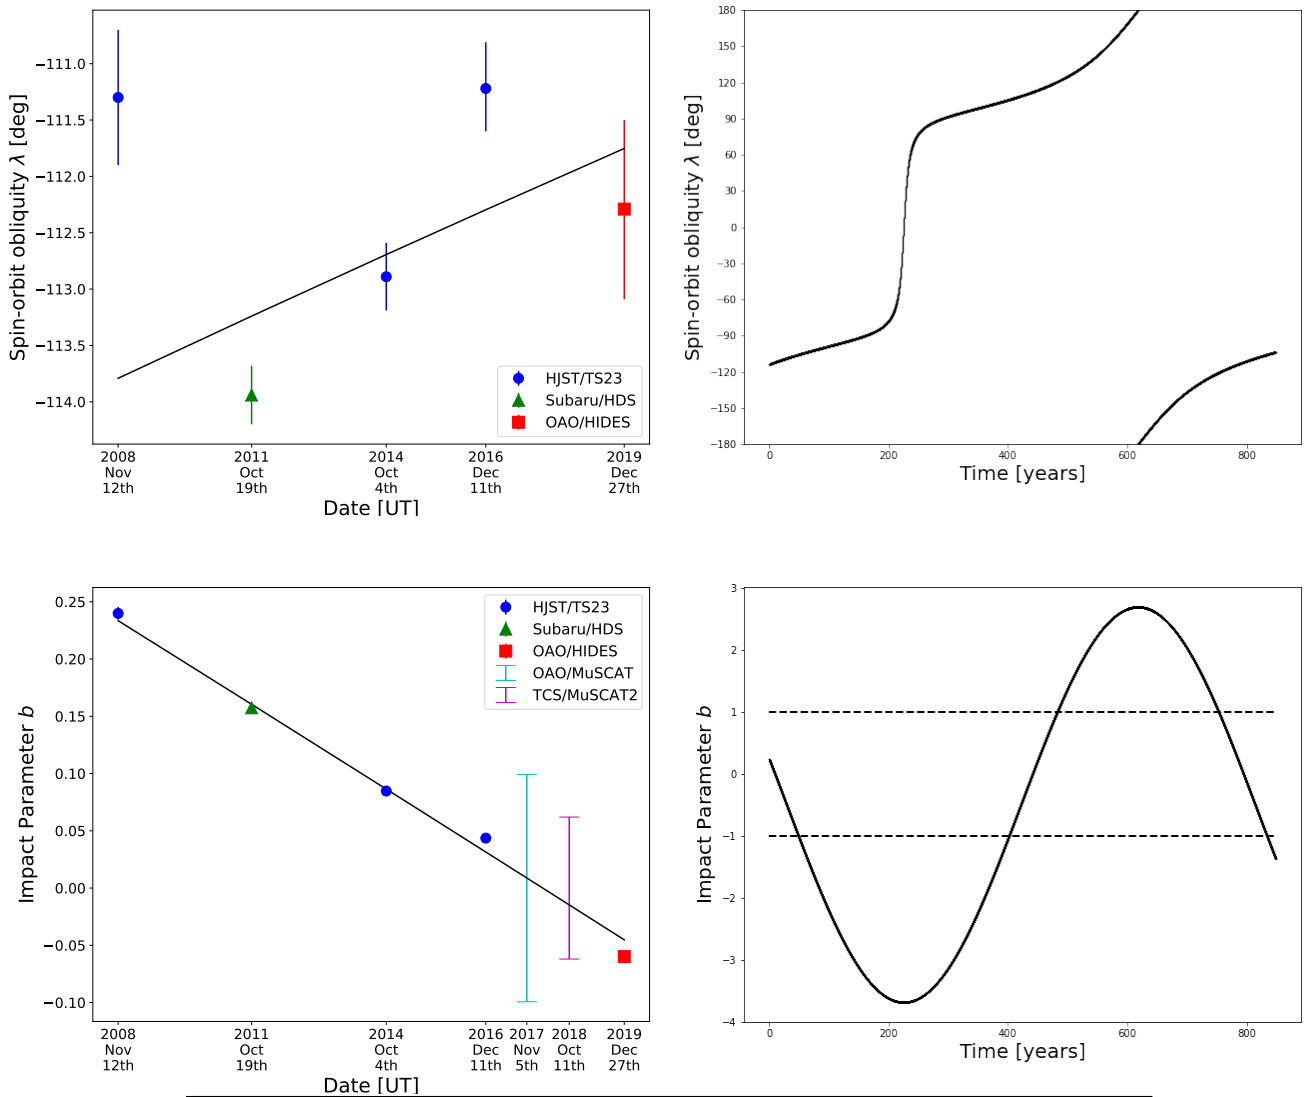 Spin-orbit obliquity λ [deg]
−111.0
−111.5
−112.0
−112.5
−113.0
−113.5
−114.0
HJST/TS23
Subaru/HDS
OAO/HIDES
2008 Nov 12th
2011 Oct 19th
2014 Oct 4th
2016 Dec 11th
2019 Dec 27th
Date [UT]
Spin-orbit obliquity λ [deg]
180
150
120
90
60
30
0
−30
−60
−90
−120
−150
−180
0 200 400 600 800
Time [years]
Impact Parameter b
0.25
0.20
0.15
0.10
0.05
0.00
−0.05
−0.10
HJST/TS23
Subaru/HDS
OAO/HIDES
OAO/MuSCAT
TCS/MuSCAT2
2008 Nov 12th
2011 Oct 19th
2014 Oct 4th
2016 Dec 11th
2017 Nov 5th
2018 Oct 11th
2019 Dec 27th
Date [UT]
Impact Parameter b
3
2
1
0
−1
−2
−3
−4
0 200 400 600 800
Time [years]